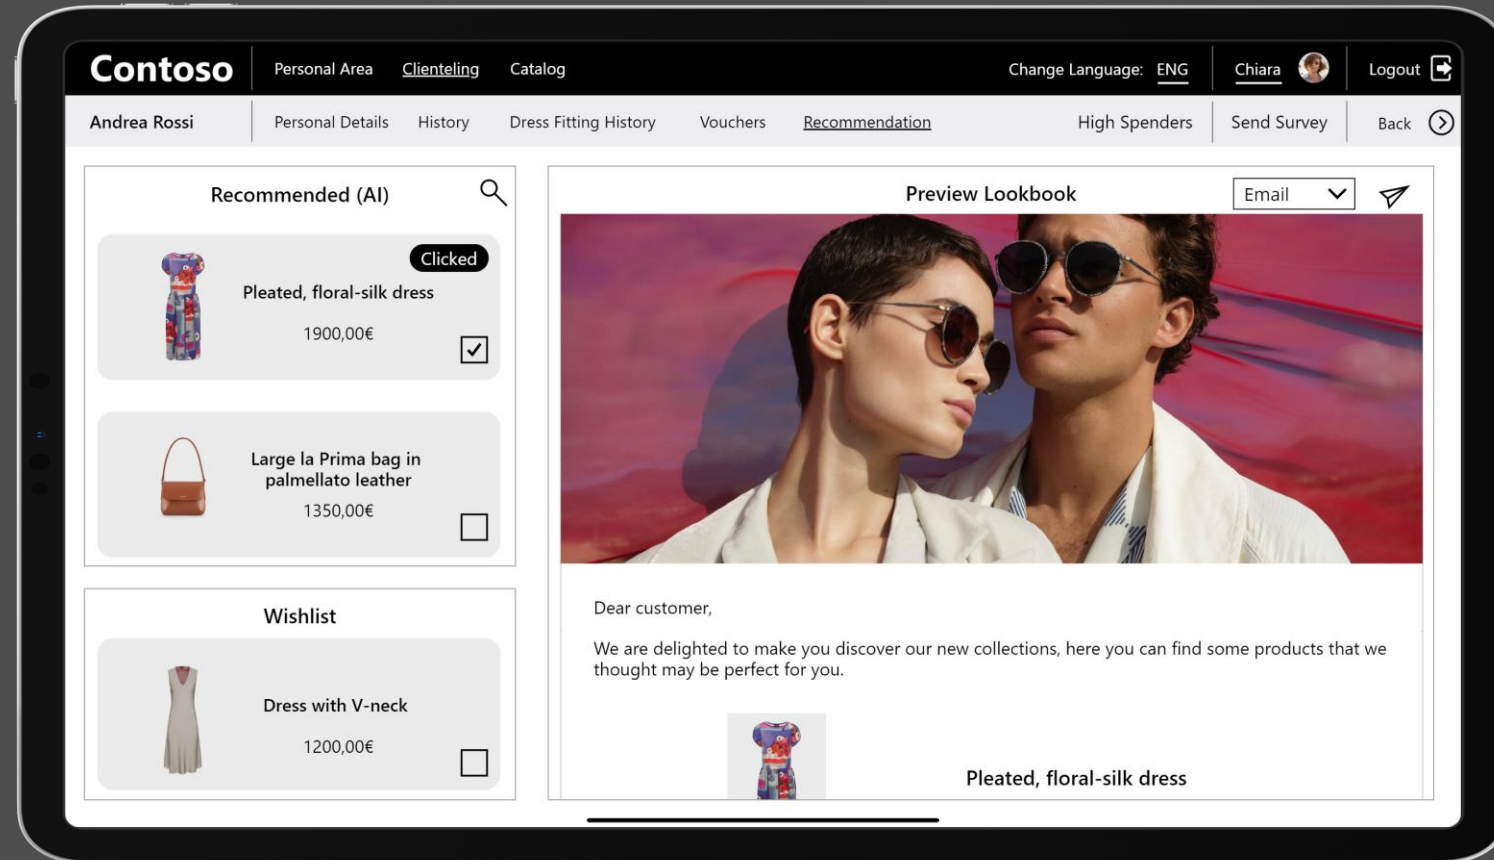 Contoso
Personal Area
Clienteling
Catalog
Change Language: ENG
Chiara
Logout
Andrea Rossi
Personal Details
History
Dress Fitting History
Vouchers
Recommendation
High Spenders
Send Survey
Back
Recommended (AI)
Clicked
Pleated, floral-silk dress
1900,00€
Large la Prima bag in
palmellato leather
1350,00€
Wishlist
Dress with V-neck
1200,00€
Preview Lookbook
Email
Dear customer,
We are delighted to make you discover our new collections, here you can find some products that we
thought may be perfect for you.
Pleated, floral-silk dress